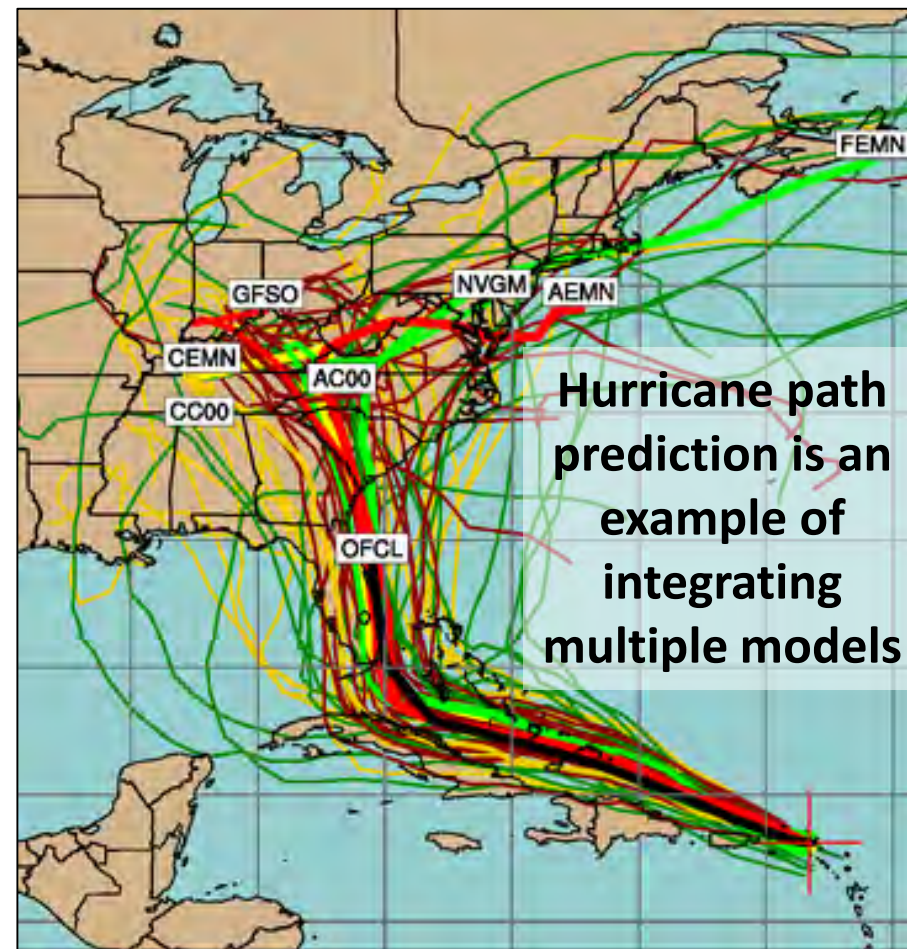 FEMN
NVGM
GFSO
AEMN
CEMN
AC00
CC00
Hurricane path
prediction is an
example of
integrating
multiple models
OFCL